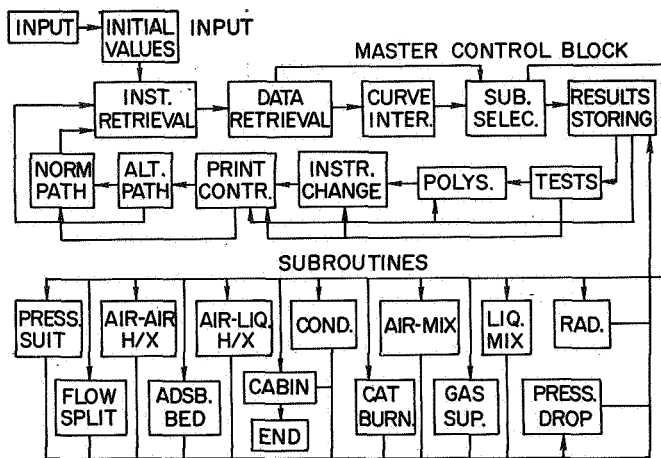 INPUT
INITIAL
VALUES
INPUT
MASTER CONTROL BLOCK
INST.
RETRIEVAL
DATA
RETRIEVAL
CURVE
INTER.
SUB.
SELEC.
RESULTS
STORING
NORM
PATH
ALT.
PATH
PRINT
CONTR.
INSTR.
CHANGE
POLYS.
TESTS
SUBROUTINES
PRESS.
SUIT
AIR-AIR
H/X
AIR-LIQ.
H/X
COND.
AIR-MIX
LIQ.
MIX
RAD.
FLOW
SPLIT
ADSB.
BED
CABIN
END
CAT
BURN.
GAS
SUP.
PRESS.
DROP